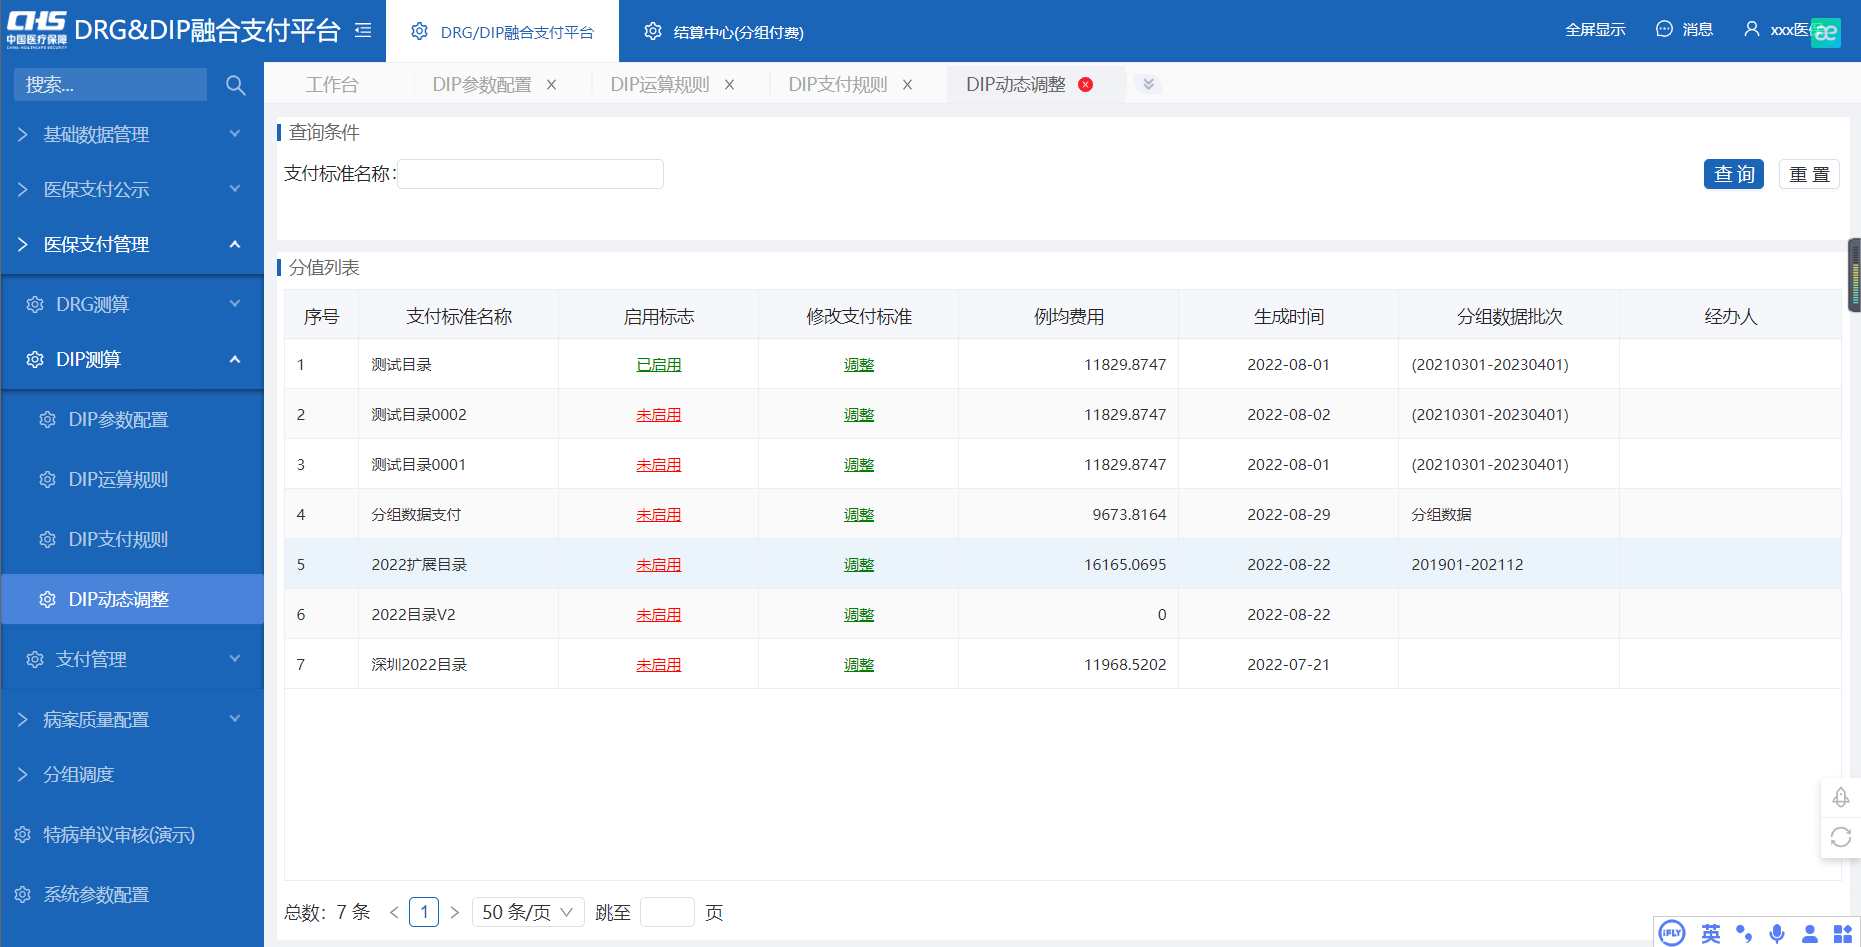 CHS
中国医疗保障
CHINA HEALTHCARE SECURITY
DRG&DIP融合支付平台
DRG/DIP融合支付平台
结算中心(分组付费)
全屏显示
消息
xxx医
æ
搜索...
基础数据管理
医保支付公示
医保支付管理
DRG测算
DIP测算
DIP参数配置
DIP运算规则
DIP支付规则
DIP动态调整
支付管理
病案质量配置
分组调度
特病单议审核(演示)
系统参数配置
工作台 DIP参数配置 DIP运算规则 DIP支付规则 DIP动态调整
查询条件
支付标准名称:
查 询 重 置
分值列表
序号 支付标准名称 启用标志 修改支付标准 例均费用 生成时间 分组数据批次 经办人
1 测试目录 已启用 调整 11829.8747 2022-08-01 (20210301-20230401)
2 测试目录0002 未启用 调整 11829.8747 2022-08-02 (20210301-20230401)
3 测试目录0001 未启用 调整 11829.8747 2022-08-01 (20210301-20230401)
4 分组数据支付 未启用 调整 9673.8164 2022-08-29 分组数据
5 2022扩展目录 未启用 调整 16165.0695 2022-08-22 201901-202112
6 2022目录V2 未启用 调整 0 2022-08-22
7 深圳2022目录 未启用 调整 11968.5202 2022-07-21
总数: 7 条 < 1 > 50 条/页 跳至 页
iFLY 英